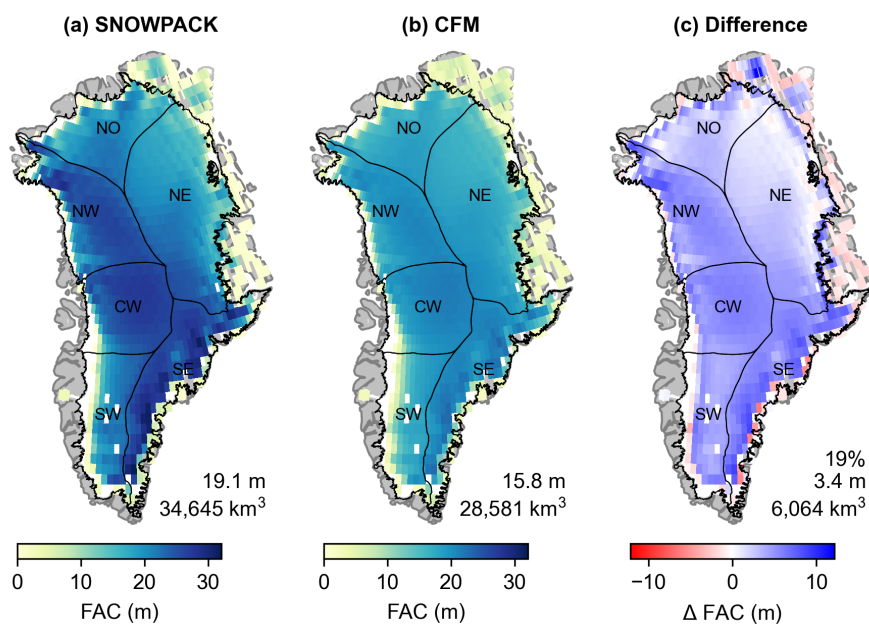 (a) SNOWPACK
NO
NE
NW
CW
SE
SW
19.1 m
34,645 km³
0 10 20 30
FAC (m)
(b) CFM
NO
NE
NW
CW
SE
SW
15.8 m
28,581 km³
0 10 20 30
FAC (m)
(c) Difference
NO
NE
NW
CW
SE
SW
19%
3.4 m
6,064 km³
−10 0 10
Δ FAC (m)